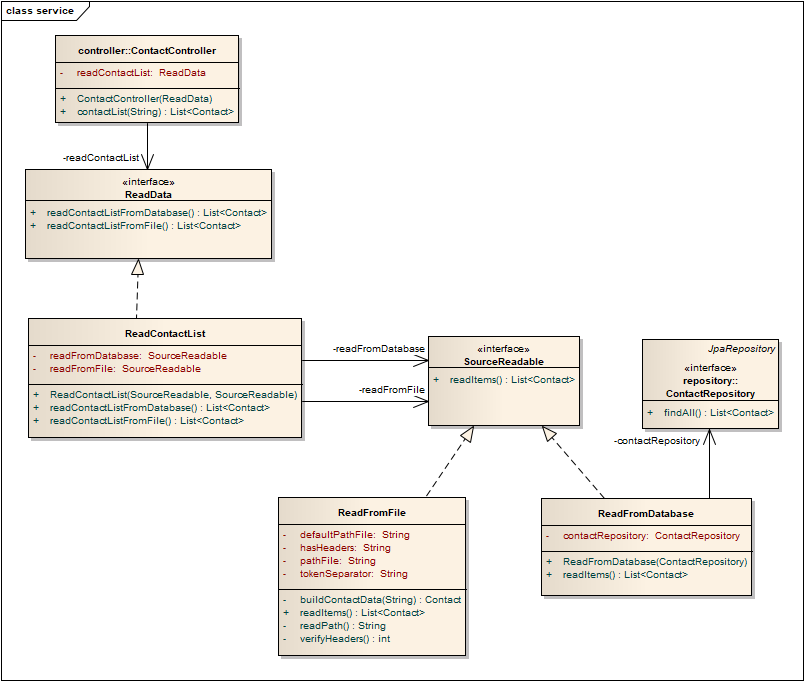 class service
controller::ContactController
- readContactList: ReadData
+ ContactController(ReadData)
+ contactList(String) : List<Contact>
-readContactList
«interface»
ReadData
+ readContactListFromDatabase() : List<Contact>
+ readContactListFromFile() : List<Contact>
ReadContactList
- readFromDatabase: SourceReadable
- readFromFile: SourceReadable
+ ReadContactList(SourceReadable, SourceReadable)
+ readContactListFromDatabase() : List<Contact>
+ readContactListFromFile() : List<Contact>
-readFromDatabase
-readFromFile
«interface»
SourceReadable
+ readItems() : List<Contact>
JpaRepository
«interface»
repository::
ContactRepository
+ findAll() : List<Contact>
-contactRepository
ReadFromFile
- defaultPathFile: String
- hasHeaders: String
- pathFile: String
- tokenSeparator: String
- buildContactData(String) : Contact
+ readItems() : List<Contact>
- readPath() : String
- verifyHeaders() : int
ReadFromDatabase
- contactRepository: ContactRepository
+ ReadFromDatabase(ContactRepository)
+ readItems() : List<Contact>